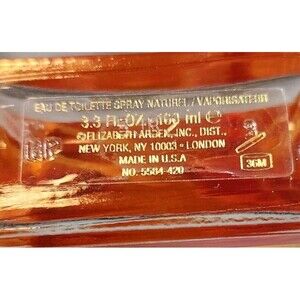 EAU DE TOILETTE SPRAY NATUREL / VAPORISATEUR
3.3 FL.OZ. 100 ml ℮
©ELIZABETH ARDEN, INC., DIST.,
NEW YORK, NY 10003 • LONDON
MADE IN U.S.A
NO. 5584-420
36M